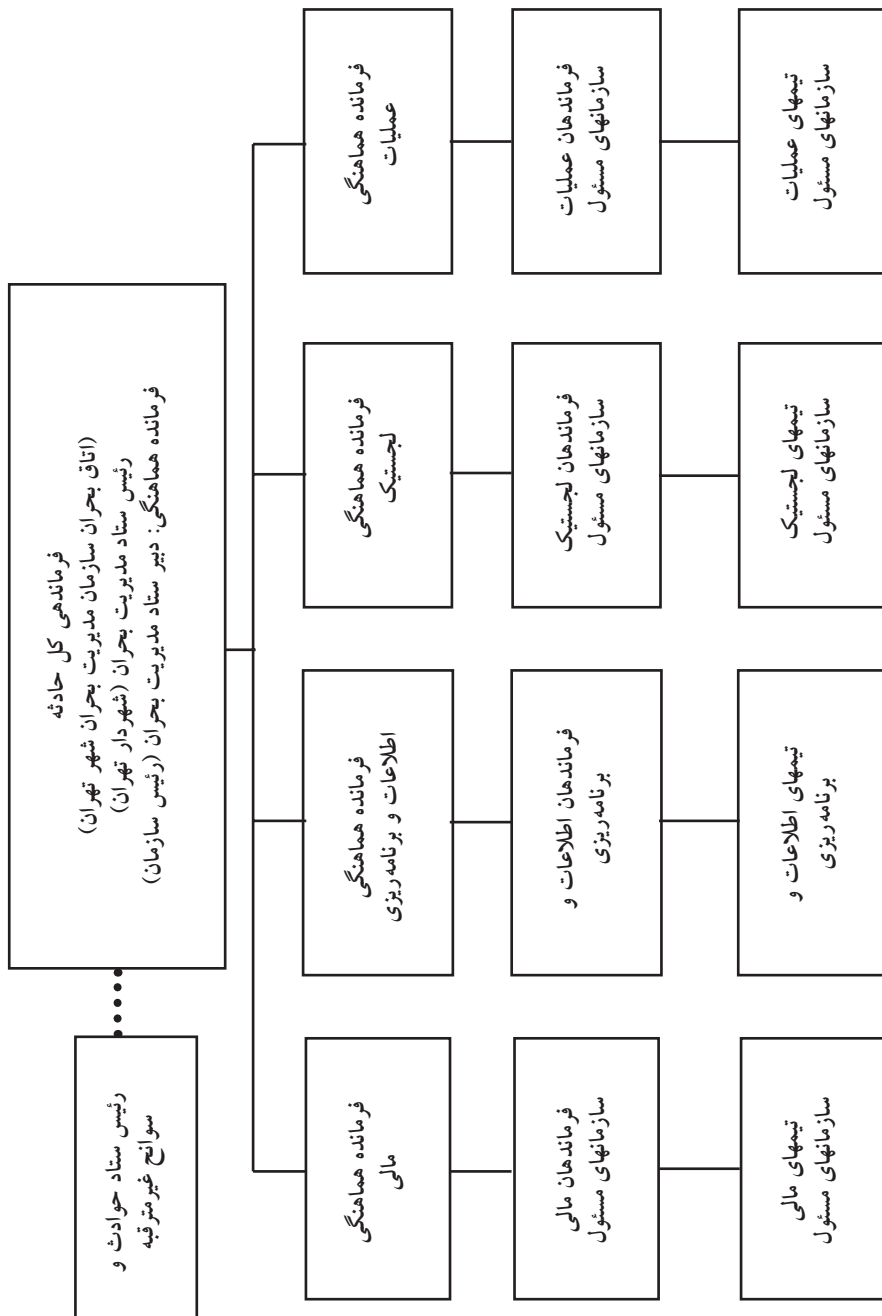 فرماندهی کل حادثه
(اتاق بحران سازمان مدیریت بحران شهر تهران)
رئیس ستاد مدیریت بحران (شهردار تهران)
فرمانده هماهنگی: دبیر ستاد مدیریت بحران (رئیس سازمان)
رئیس ستاد حوادث و
سوانح غیرمترقبه
فرمانده هماهنگی
عملیات
فرمانده هماهنگی
لجستیک
فرمانده هماهنگی
اطلاعات و برنامه‌ریزی
فرمانده هماهنگی
مالی
فرماندهان عملیات
سازمانهای مسئول
فرماندهان لجستیک
سازمانهای مسئول
فرماندهان اطلاعات و
برنامه‌ریزی
فرماندهان مالی
سازمانهای مسئول
تیمهای عملیات
سازمانهای مسئول
تیمهای لجستیک
سازمانهای مسئول
تیمهای اطلاعات و
برنامه‌ریزی
تیمهای مالی
سازمانهای مسئول